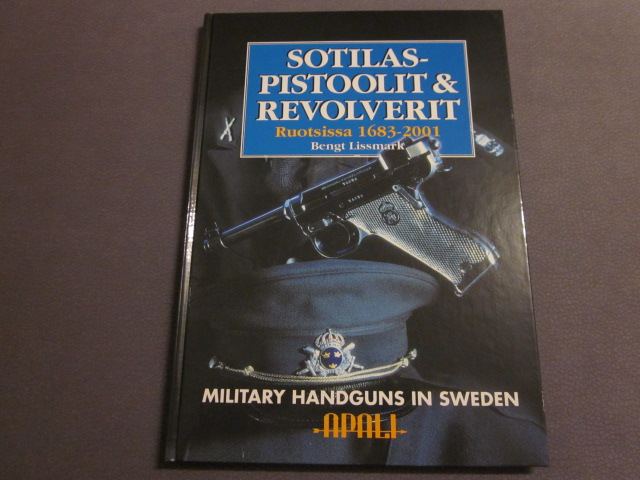 SOTILAS-
PISTOOLIT &
REVOLVERIT
Ruotsissa 1683-2001
Bengt Lissmark
MILITARY HANDGUNS IN SWEDEN
APALI